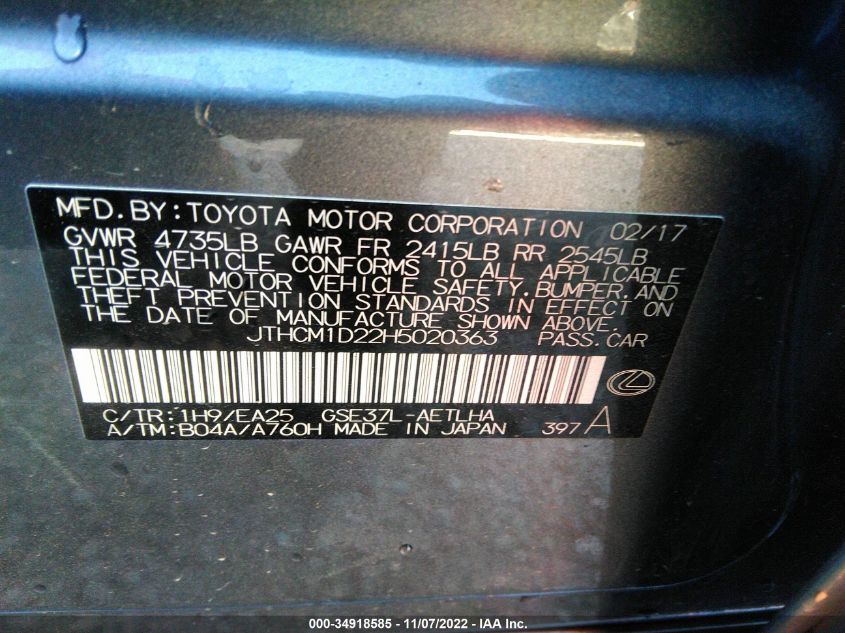 MFD.BY:TOYOTA MOTOR CORPORATION 02/17
GVWR 4735LB GAWR FR 2415LB RR 2545LB
THIS VEHICLE CONFORMS TO ALL APPLICABLE
FEDERAL MOTOR VEHICLE SAFETY,BUMPER,AND
THEFT PREVENTION STANDARDS IN EFFECT ON
THE DATE OF MANUFACTURE SHOWN ABOVE.
JTHCM1D22H5020363 PASS.CAR
C/TR:1H9/EA25 GSE37L-AETLHA
A/TM:B04A/A760H MADE IN JAPAN 397A
000-34918585 - 11/07/2022 - IAA Inc.